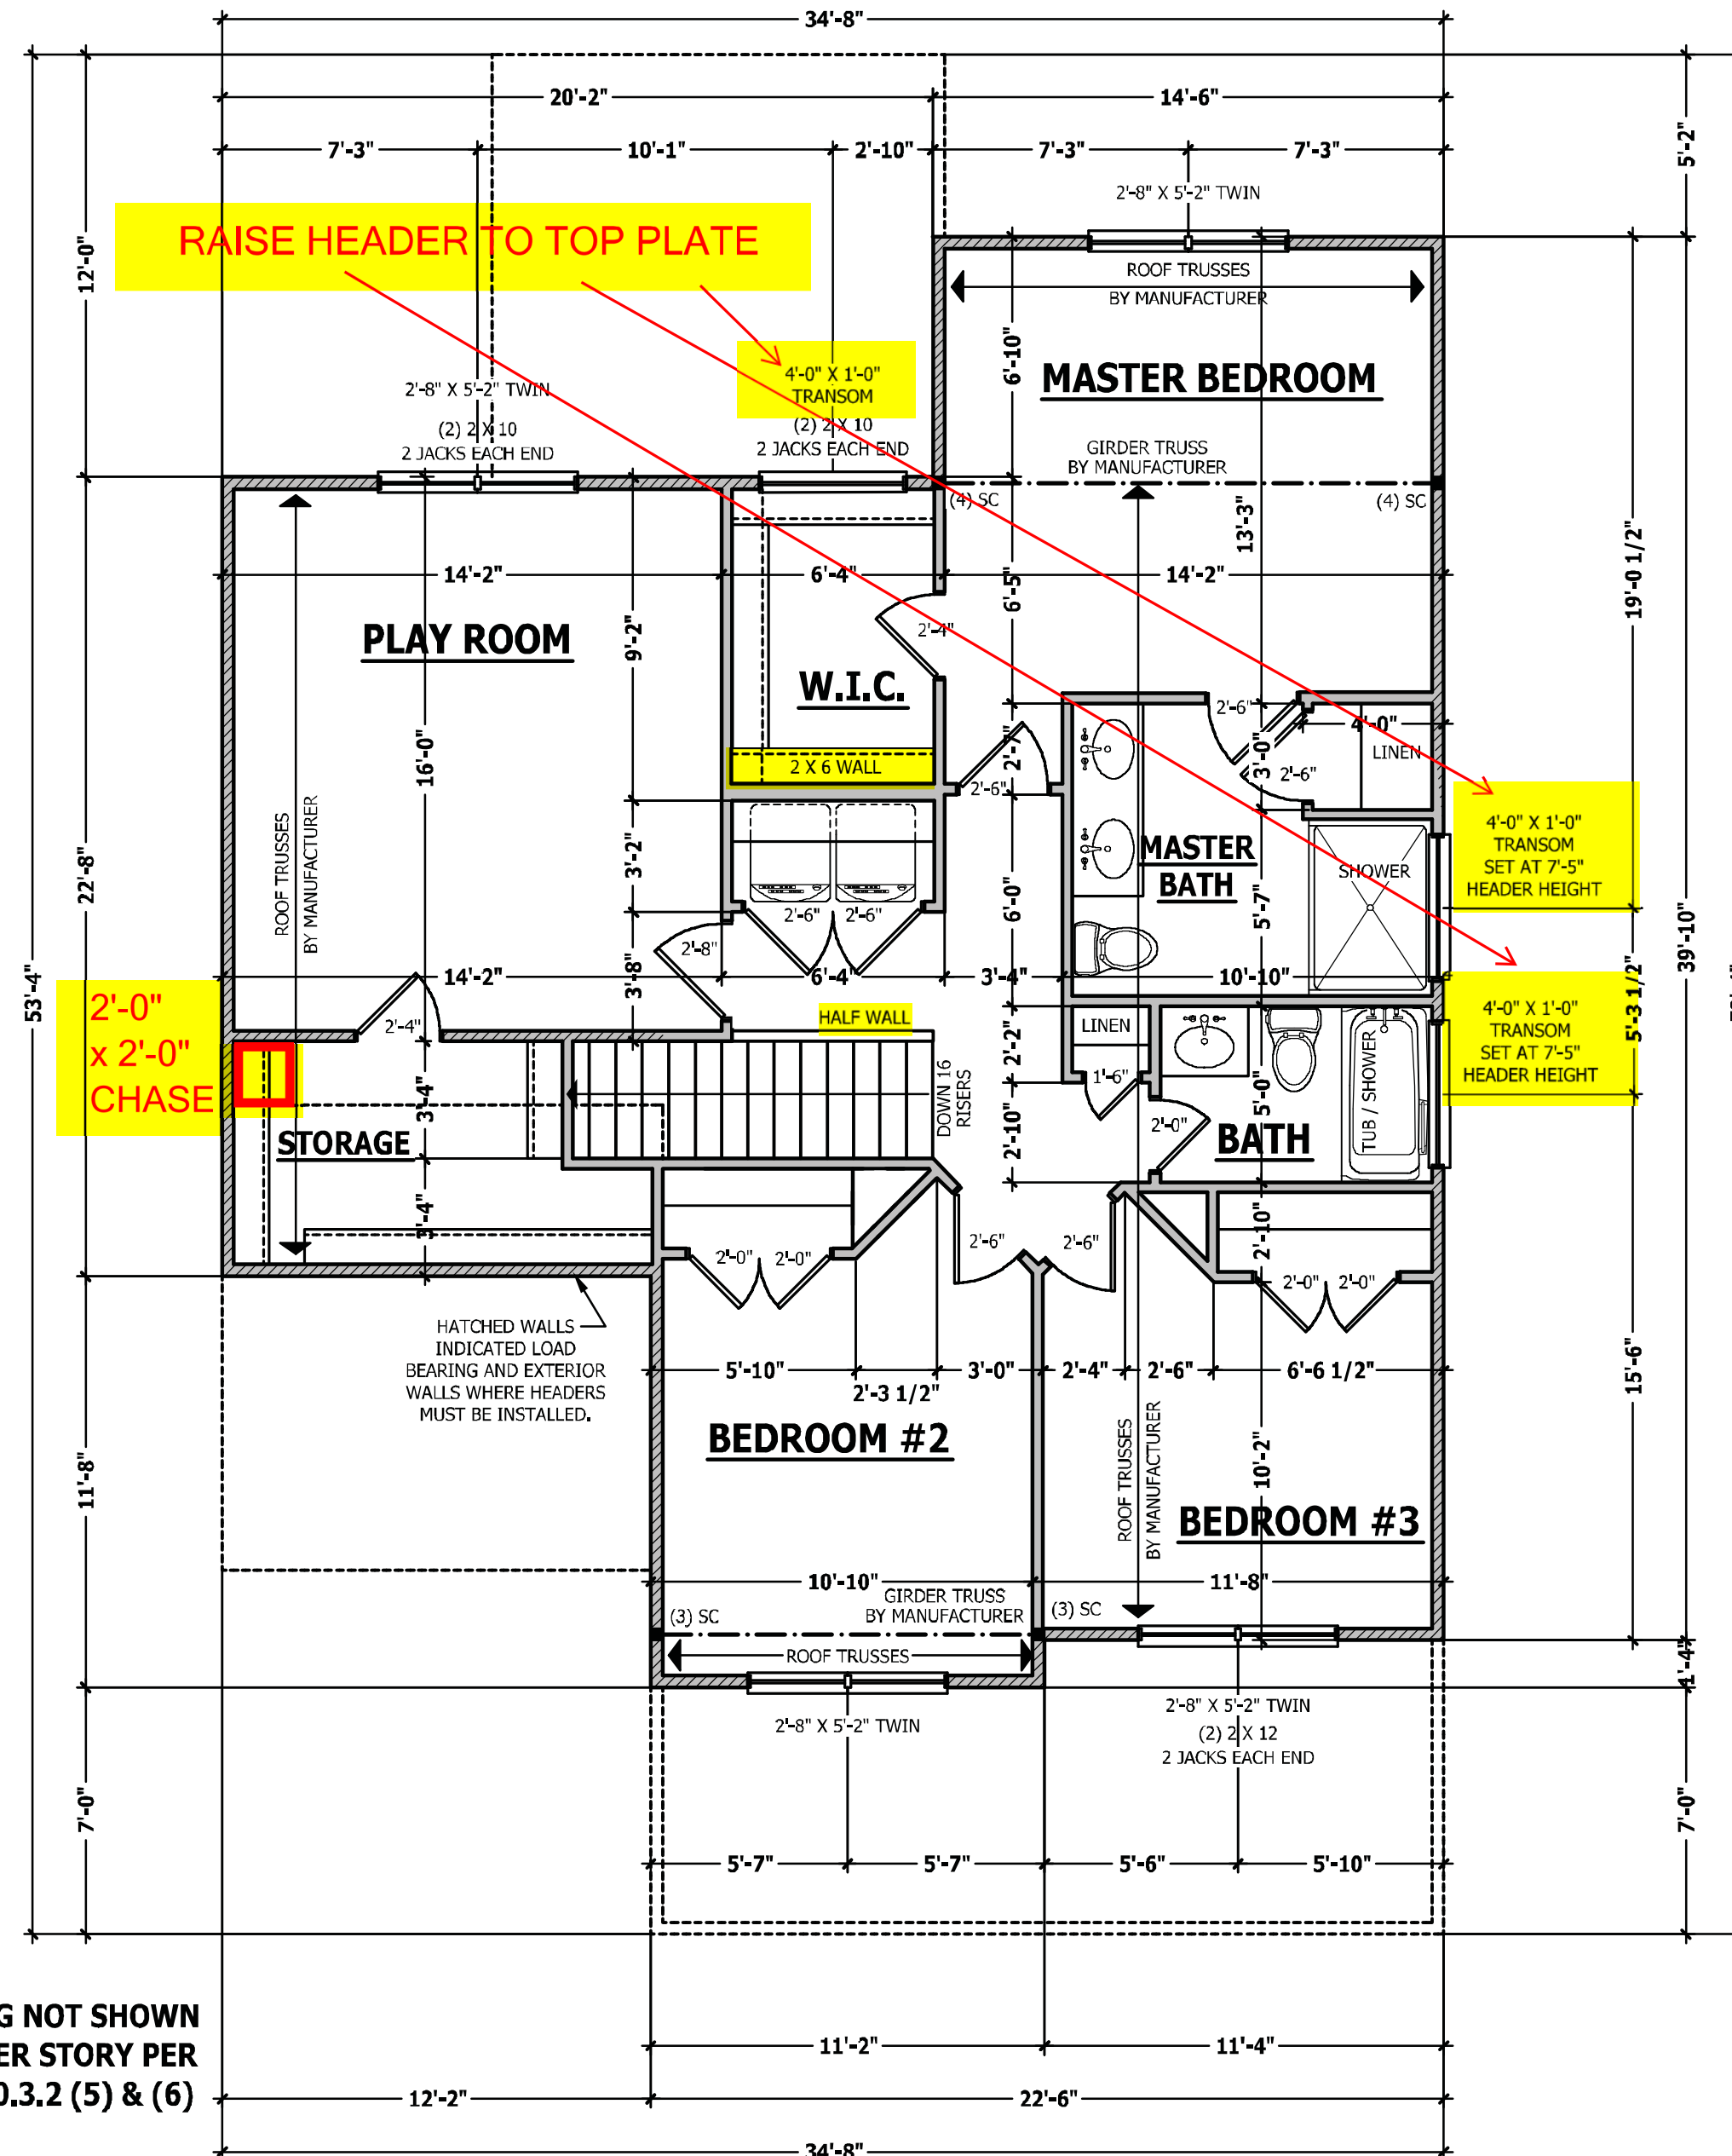 34'-8"
20'-2"
14'-6"
7'-3"
10'-1"
2'-10"
7'-3"
7'-3"
5'-2"
2'-8" X 5'-2" TWIN
RAISE HEADER TO TOP PLATE
12'-0"
ROOF TRUSSES
BY MANUFACTURER
6'-10"
4'-0" X 1'-0"
TRANSOM
MASTER BEDROOM
2'-8" X 5'-2" TWIN
(2) 2 X 10
2 JACKS EACH END
(2) 2 X 10
2 JACKS EACH END
GIRDER TRUSS
BY MANUFACTURER
(4) SC
(4) SC
13'-3"
14'-2"
6'-4"
6'-5"
14'-2"
19'-0 1/2"
PLAY ROOM
9'-2"
2'-4"
W.I.C.
2'-6"
4'-0"
LINEN
2'-7"
3'-0"
2'-6"
16'-0"
2 X 6 WALL
2'-6"
ROOF TRUSSES
BY MANUFACTURER
4'-0" X 1'-0"
TRANSOM
SET AT 7'-5"
HEADER HEIGHT
22'-8"
3'-2"
MASTER
BATH
SHOWER
6'-0"
5'-7"
2'-6"
2'-6"
39'-10"
2'-8"
53'-4"
14'-2"
3'-8"
6'-4"
3'-4"
10'-10"
5'-3 1/2"
2'-0"
x 2'-0"
CHASE
2'-4"
HALF WALL
LINEN
4'-0" X 1'-0"
TRANSOM
SET AT 7'-5"
HEADER HEIGHT
2'-2"
1'-6"
3'-4"
DOWN 16
RISERS
5'-0"
TUB / SHOWER
STORAGE
2'-10"
2'-0"
BATH
3'-4"
2'-0"
2'-0"
2'-6"
2'-6"
2'-10"
2'-0"
2'-0"
HATCHED WALLS
INDICATED LOAD
BEARING AND EXTERIOR
WALLS WHERE HEADERS
MUST BE INSTALLED.
5'-10"
2'-3 1/2"
3'-0"
2'-4"
2'-6"
6'-6 1/2"
15'-6"
BEDROOM #2
11'-8"
ROOF TRUSSES
BY MANUFACTURER
10'-2"
BEDROOM #3
10'-10"
11'-8"
GIRDER TRUSS
BY MANUFACTURER
(3) SC
(3) SC
ROOF TRUSSES
1'-4"
2'-8" X 5'-2" TWIN
2'-8" X 5'-2" TWIN
(2) 2 X 12
2 JACKS EACH END
7'-0"
7'-0"
5'-7"
5'-7"
5'-6"
5'-10"
G NOT SHOWN
ER STORY PER
0.3.2 (5) & (6)
11'-2"
11'-4"
12'-2"
22'-6"
34'-8"